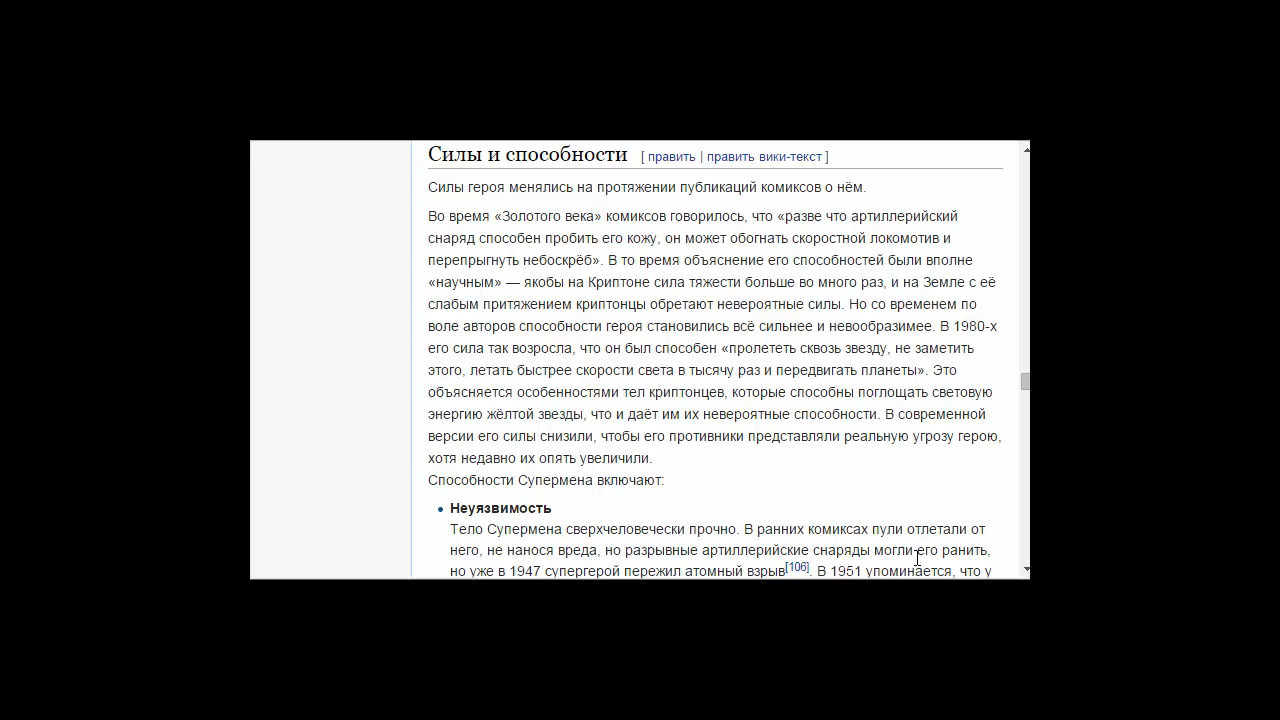 Силы и способности [ править | править вики-текст ]
Силы героя менялись на протяжении публикаций комиксов о нём.
Во время «Золотого века» комиксов говорилось, что «разве что артиллерийский
снаряд способен пробить его кожу, он может обогнать скоростной локомотив и
перепрыгнуть небоскрёб». В то время объяснение его способностей были вполне
«научным» — якобы на Криптоне сила тяжести больше во много раз, и на Земле с её
слабым притяжением криптонцы обретают невероятные силы. Но со временем по
воле авторов способности героя становились всё сильнее и невообразимее. В 1980-х
его сила так возросла, что он был способен «пролететь сквозь звезду, не заметить
этого, летать быстрее скорости света в тысячу раз и передвигать планеты». Это
объясняется особенностями тел криптонцев, которые способны поглощать световую
энергию жёлтой звезды, что и даёт им их невероятные способности. В современной
версии его силы снизили, чтобы его противники представляли реальную угрозу герою,
хотя недавно их опять увеличили.
Способности Супермена включают:
• Неуязвимость
Тело Супермена сверхчеловечески прочно. В ранних комиксах пули отлетали от
него, не нанося вреда, но разрывные артиллерийские снаряды могли его ранить,
но уже в 1947 супергерой пережил атомный взрыв[106]. В 1951 упоминается, что у